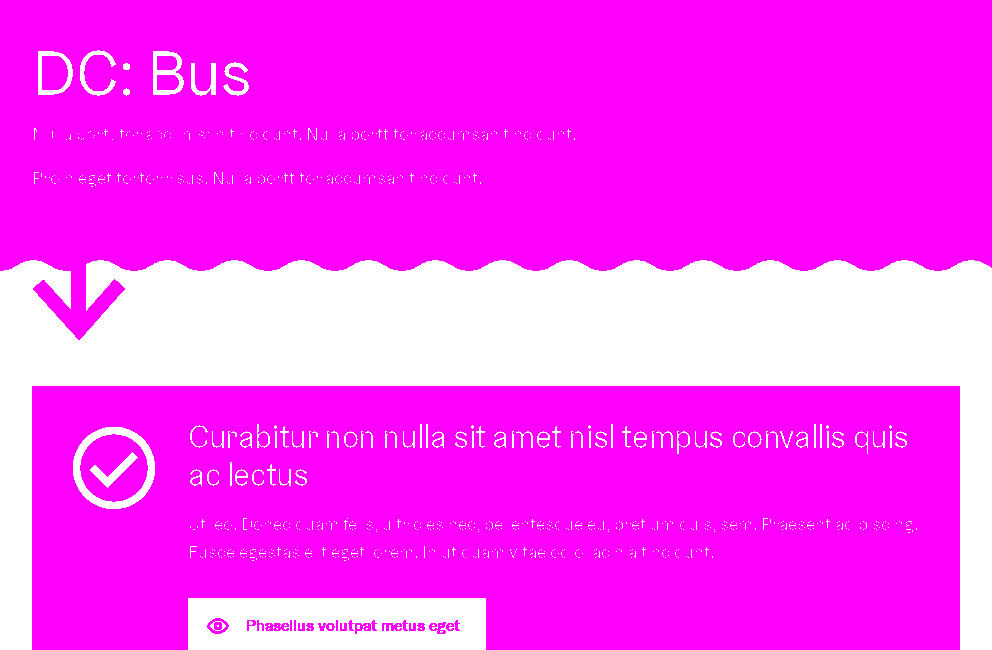 DC: Bus
Nulla porttitor accumsan tincidunt. Nulla porttitor accumsan tincidunt.
Proin eget tortor risus. Nulla porttitor accumsan tincidunt.
Curabitur non nulla sit amet nisl tempus convallis quis
ac lectus
Ut leo. Donec quam felis, ultricies nec, pellentesque eu, pretium quis, sem. Praesent adipiscing.
Fusce egestas elit eget lorem. In ut quam vitae odio lacinia tincidunt.
Phasellus volutpat metus eget